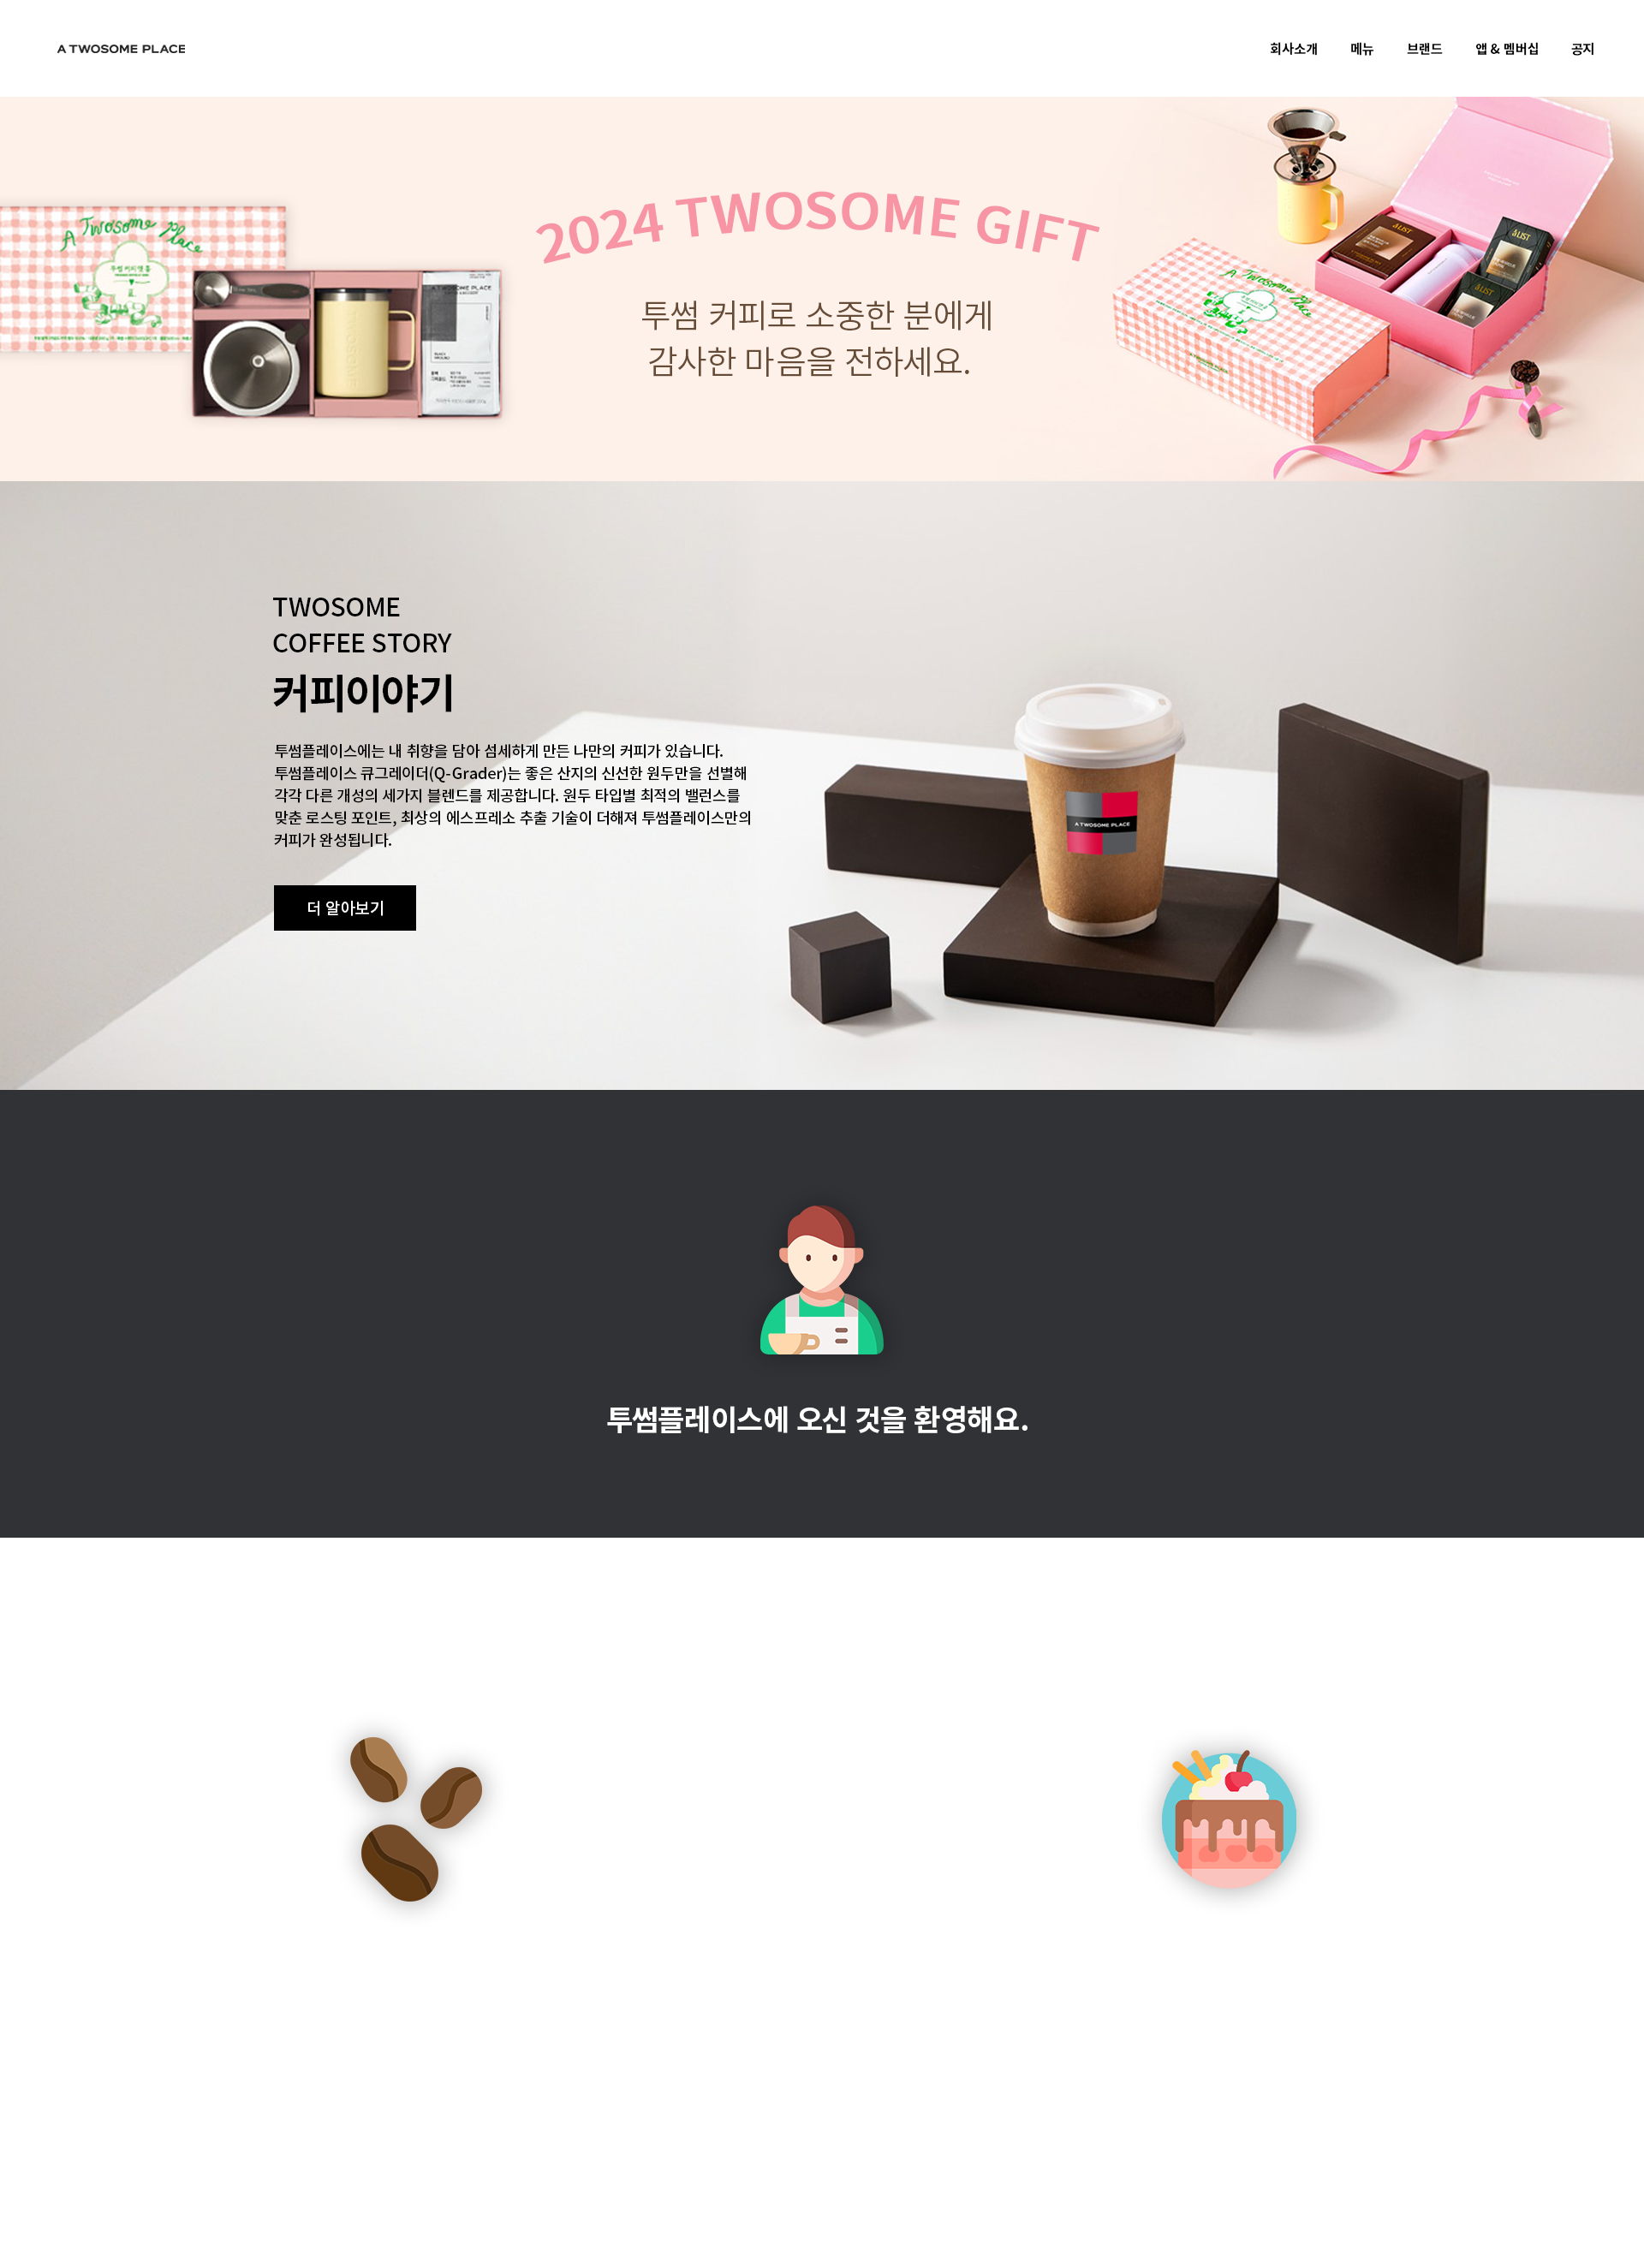 A TWOSOME PLACE
회사소개 메뉴 브랜드 앱 & 멤버십 공지
2024 TWOSOME GIFT
투썸 커피로 소중한 분에게
감사한 마음을 전하세요.
A Twosome Place
A TWOSOME PLACE
A Twosome Place
TWOSOME
COFFEE STORY
커피이야기
투썸플레이스에는 내 취향을 담아 섬세하게 만든 나만의 커피가 있습니다.
투썸플레이스 큐그레이더(Q-Grader)는 좋은 산지의 신선한 원두만을 선별해
각각 다른 개성의 세가지 블렌드를 제공합니다. 원두 타입별 최적의 밸런스를
맞춘 로스팅 포인트, 최상의 에스프레소 추출 기술이 더해져 투썸플레이스만의
커피가 완성됩니다.
더 알아보기
A TWOSOME PLACE
투썸플레이스에 오신 것을 환영해요.